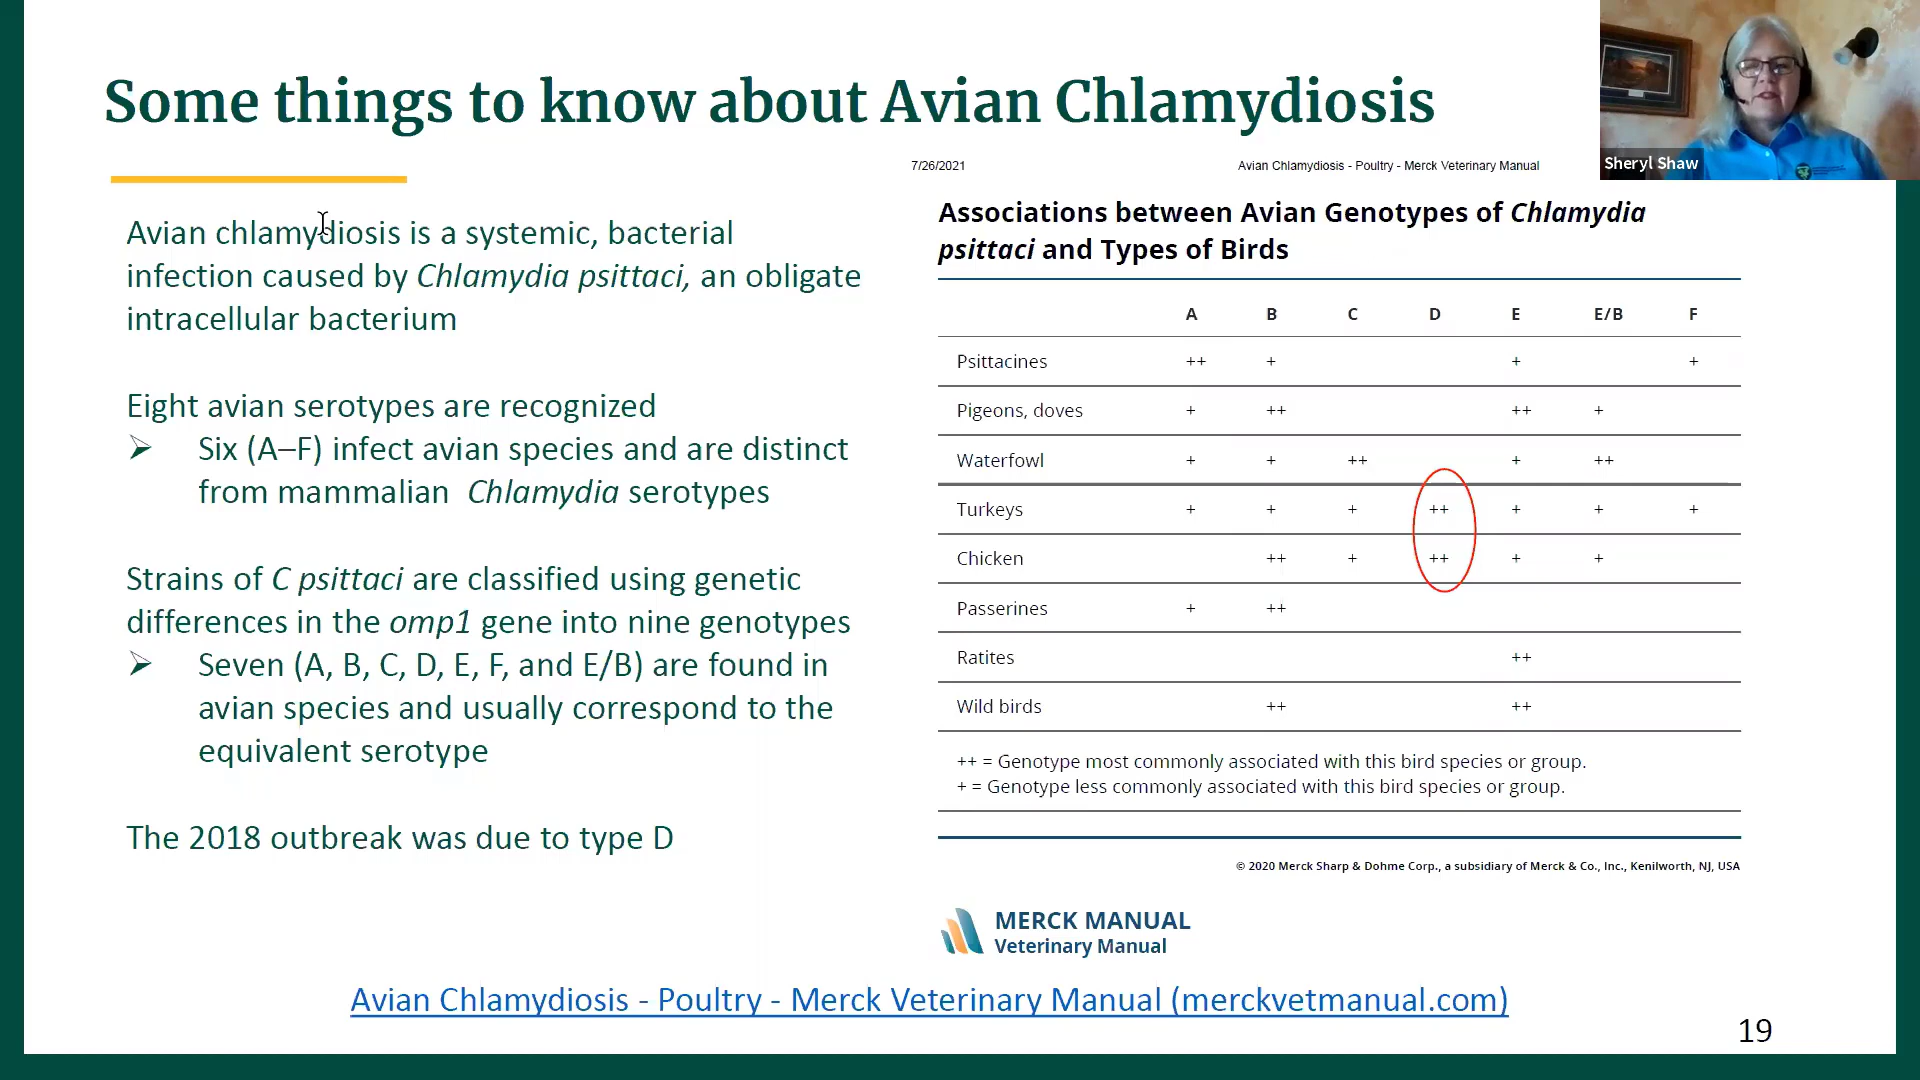 Some things to know about Avian Chlamydiosis
Sheryl Shaw
Avian chlamydiosis is a systemic, bacterial
infection caused by Chlamydia psittaci, an obligate
intracellular bacterium
Eight avian serotypes are recognized
➢ Six (A–F) infect avian species and are distinct
from mammalian Chlamydia serotypes
Strains of C psittaci are classified using genetic
differences in the omp1 gene into nine genotypes
➢ Seven (A, B, C, D, E, F, and E/B) are found in
avian species and usually correspond to the
equivalent serotype
The 2018 outbreak was due to type D
7/26/2021 Avian Chlamydiosis - Poultry - Merck Veterinary Manual
Associations between Avian Genotypes of Chlamydia
psittaci and Types of Birds
A B C D E E/B F
Psittacines ++ + + +
Pigeons, doves + ++ ++ +
Waterfowl + + ++ + ++
Turkeys + + + ++ + + +
Chicken ++ + ++ + +
Passerines + ++
Ratites ++
Wild birds ++ ++
++ = Genotype most commonly associated with this bird species or group.
+ = Genotype less commonly associated with this bird species or group.
© 2020 Merck Sharp & Dohme Corp., a subsidiary of Merck & Co., Inc., Kenilworth, NJ, USA
MERCK MANUAL
Veterinary Manual
Avian Chlamydiosis - Poultry - Merck Veterinary Manual (merckvetmanual.com)
19